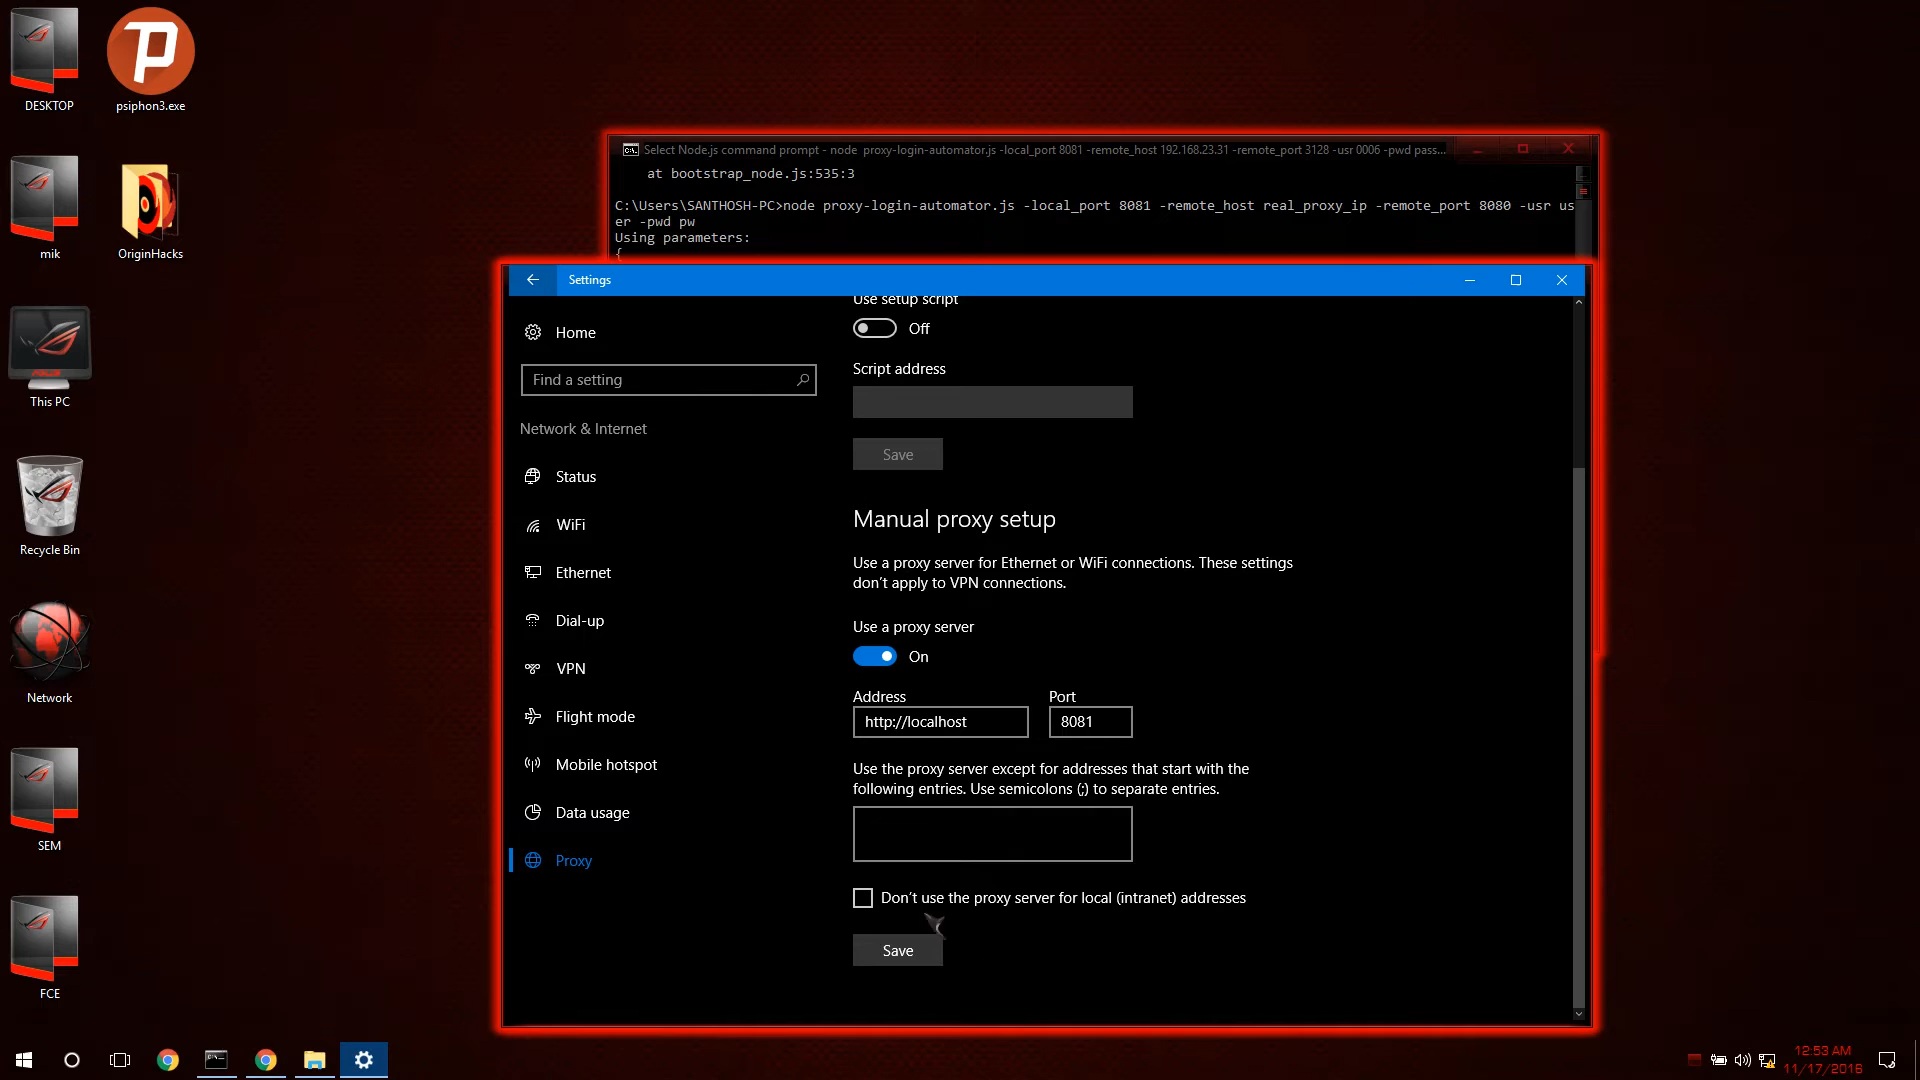 DESKTOP
psiphon3.exe
mik
OriginHacks
This PC
Recycle Bin
Network
SEM
FCE
Select Node.js command prompt - node  proxy-login-automator.js -local_port 8081 -remote_host 192.168.23.31 -remote_port 3128 -usr 0006 -pwd pass...
at bootstrap_node.js:535:3
C:\Users\SANTHOSH-PC>node proxy-login-automator.js -local_port 8081 -remote_host real_proxy_ip -remote_port 8080 -usr us
er -pwd pw
Using parameters:
{
Settings
Home
Find a setting
Network & Internet
Status
WiFi
Ethernet
Dial-up
VPN
Flight mode
Mobile hotspot
Data usage
Proxy
Use setup script
Off
Script address
Save
Manual proxy setup
Use a proxy server for Ethernet or WiFi connections. These settings
don't apply to VPN connections.
Use a proxy server
On
Address Port
http://localhost 8081
Use the proxy server except for addresses that start with the
following entries. Use semicolons (;) to separate entries.
Don't use the proxy server for local (intranet) addresses
Save
12:53 AM
11/17/2018